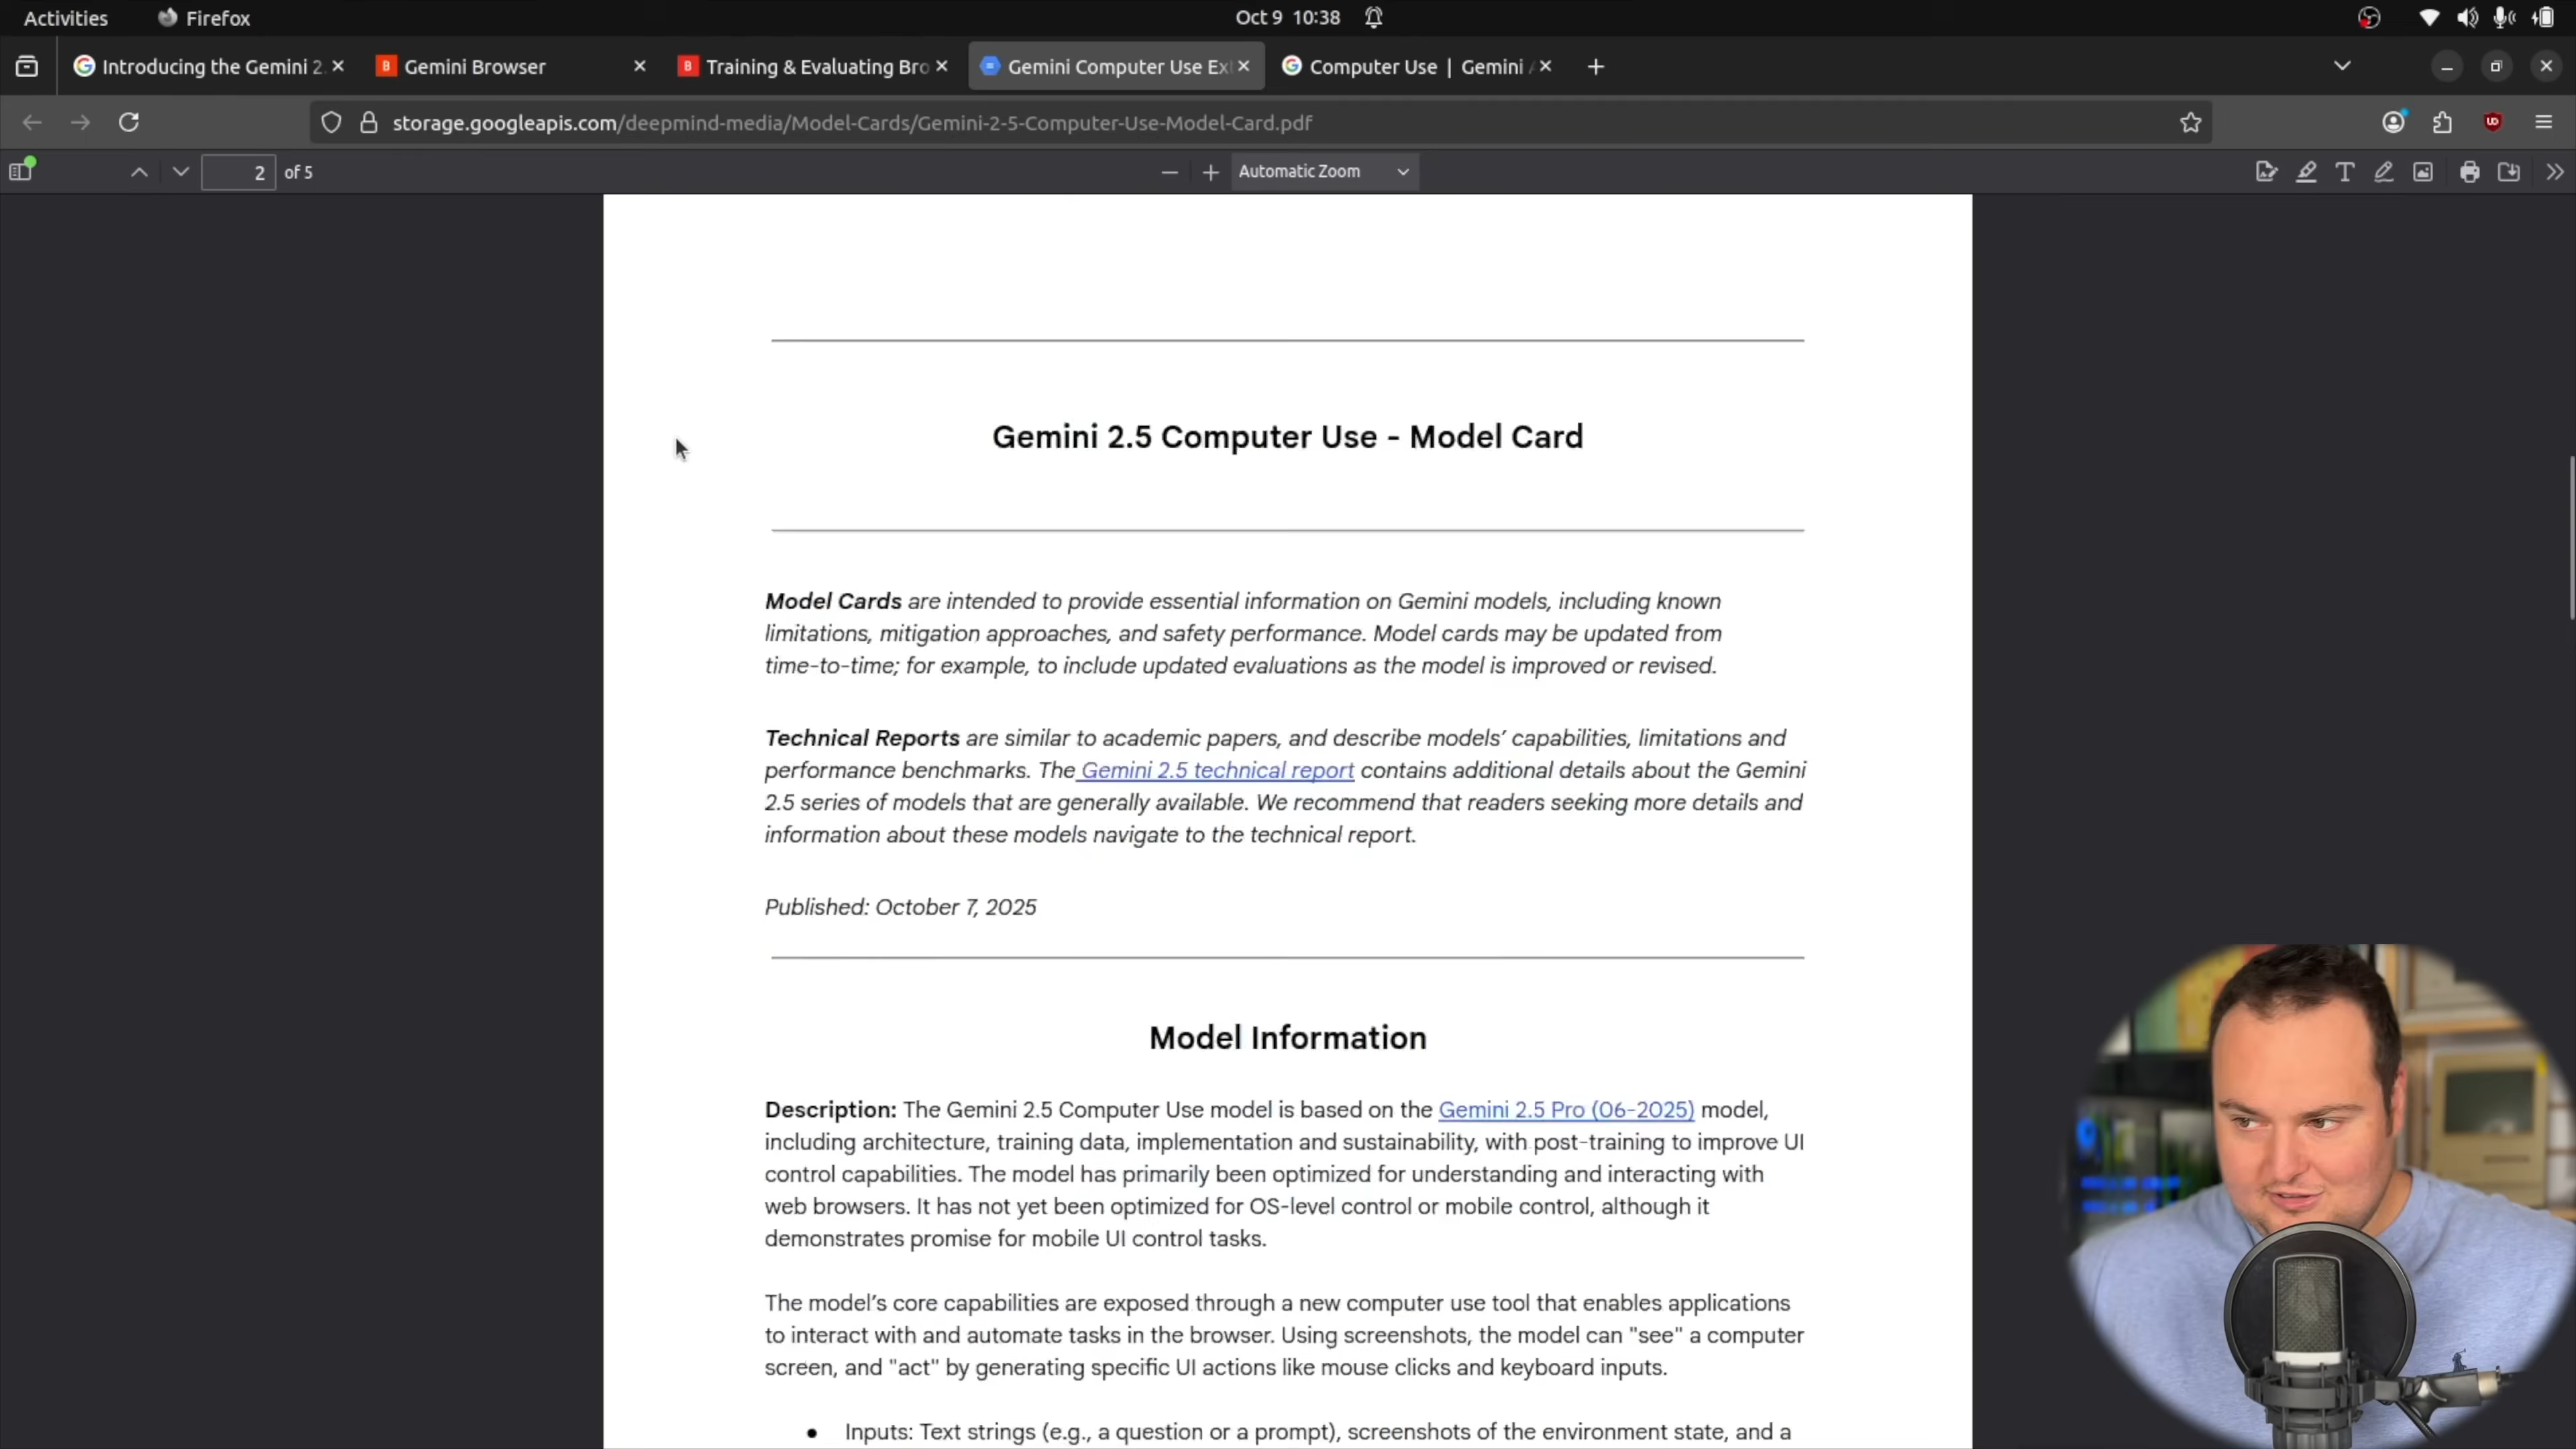 Activities Firefox Oct 9 10:38
Introducing the Gemini 2. Gemini Browser Training & Evaluating Bro Gemini Computer Use Ex Computer Use | Gemini
storage.googleapis.com/deepmind-media/Model-Cards/Gemini-2-5-Computer-Use-Model-Card.pdf
2 of 5 Automatic Zoom
Gemini 2.5 Computer Use - Model Card
Model Cards are intended to provide essential information on Gemini models, including known
limitations, mitigation approaches, and safety performance. Model cards may be updated from
time-to-time; for example, to include updated evaluations as the model is improved or revised.
Technical Reports are similar to academic papers, and describe models' capabilities, limitations and
performance benchmarks. The Gemini 2.5 technical report contains additional details about the Gemini
2.5 series of models that are generally available. We recommend that readers seeking more details and
information about these models navigate to the technical report.
Published: October 7, 2025
Model Information
Description: The Gemini 2.5 Computer Use model is based on the Gemini 2.5 Pro (06-2025) model,
including architecture, training data, implementation and sustainability, with post-training to improve UI
control capabilities. The model has primarily been optimized for understanding and interacting with
web browsers. It has not yet been optimized for OS-level control or mobile control, although it
demonstrates promise for mobile UI control tasks.
The model's core capabilities are exposed through a new computer use tool that enables applications
to interact with and automate tasks in the browser. Using screenshots, the model can "see" a computer
screen, and "act" by generating specific UI actions like mouse clicks and keyboard inputs.
● Inputs: Text strings (e.g., a question or a prompt), screenshots of the environment state, and a